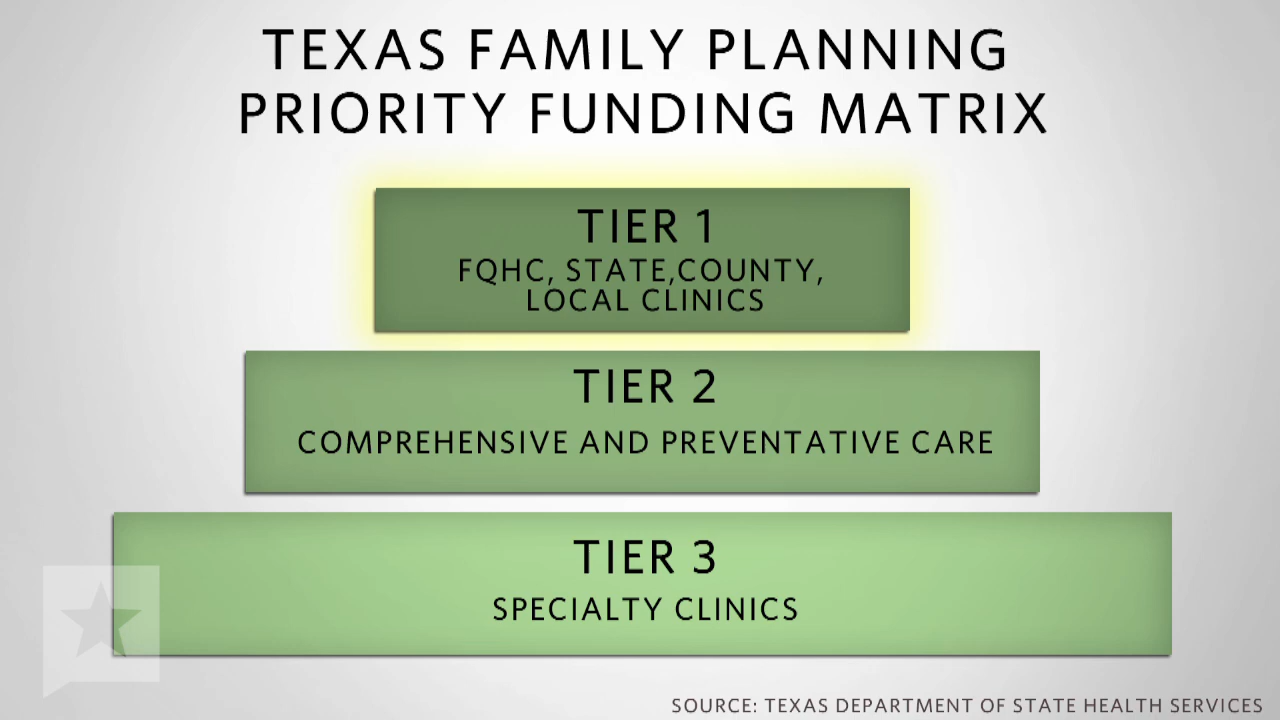 TEXAS FAMILY PLANNING
PRIORITY FUNDING MATRIX
TIER 1
FQHC, STATE,COUNTY,
LOCAL CLINICS
TIER 2
COMPREHENSIVE AND PREVENTATIVE CARE
TIER 3
SPECIALTY CLINICS
SOURCE: TEXAS DEPARTMENT OF STATE HEALTH SERVICES